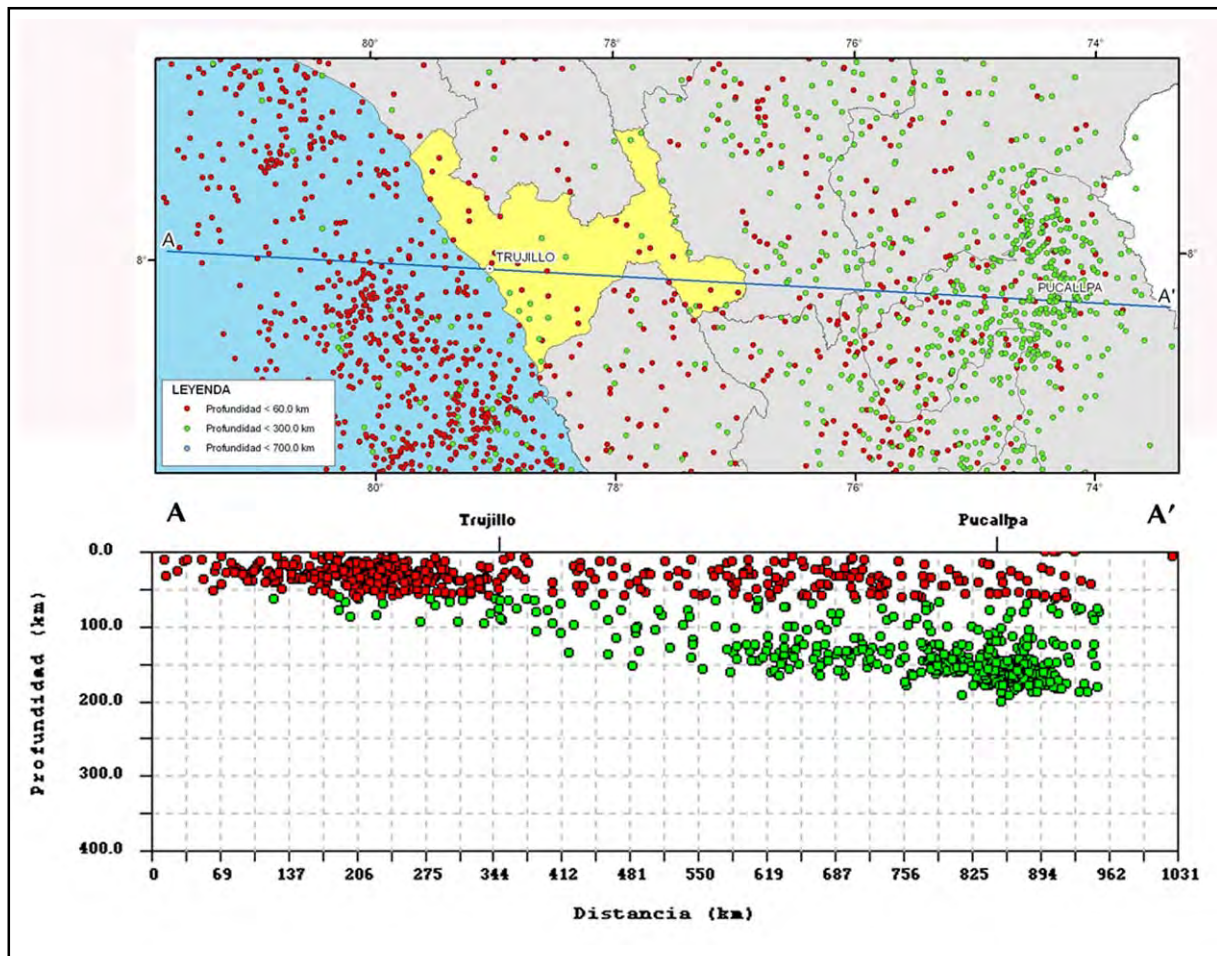 80°
78°
76°
74°
A
8°
TRUJILLO
8°
PUCALLPA
A'
LEYENDA
Profundidad < 60.0 km
Profundidad < 300.0 km
Profundidad < 700.0 km
80°
78°
76°
74°
A
Trujillo
Pucallpa
A'
0.0
100.0
200.0
300.0
400.0
Profundidad (km)
0 69 137 206 275 344 412 481 550 619 687 756 825 894 962 1031
Distancia (km)